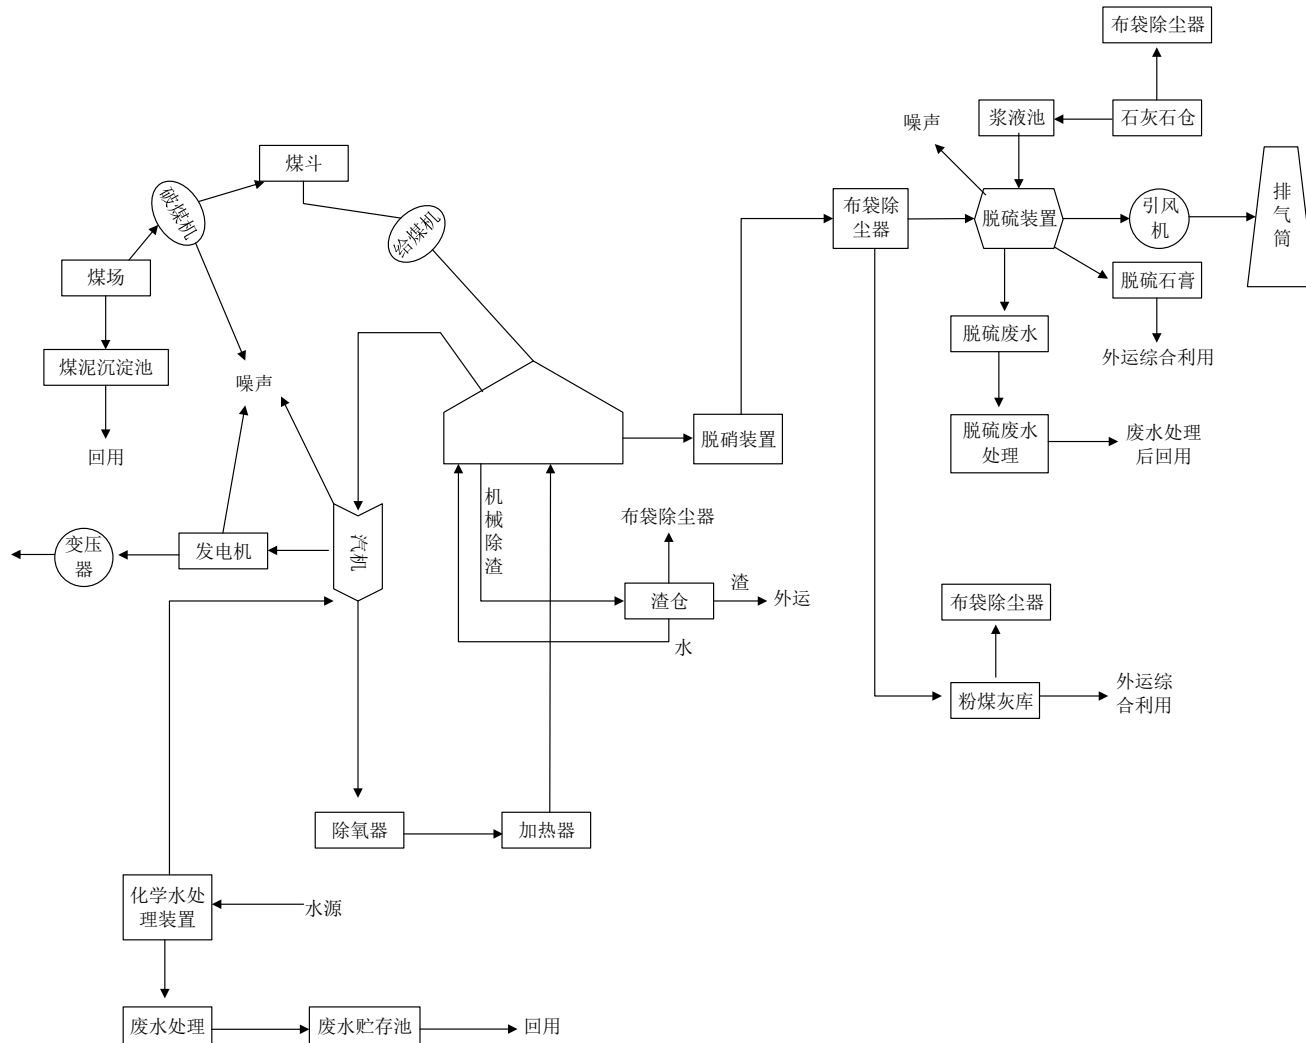 布袋除尘器
浆液池
石灰石仓
噪声
煤斗
破煤机
给煤机
布袋除
尘器
脱硫装置
引风
机
排
气
筒
煤场
脱硫石膏
脱硫废水
外运综合利用
煤泥沉淀池
噪声
回用
脱硝装置
脱硫废水
处理
废水处理
后回用
机
械
除
渣
布袋除尘器
变压
器
发电机
汽机
渣仓
渣
外运
水
布袋除尘器
粉煤灰库
外运综
合利用
除氧器
加热器
化学水处
理装置
水源
废水处理
废水贮存池
回用